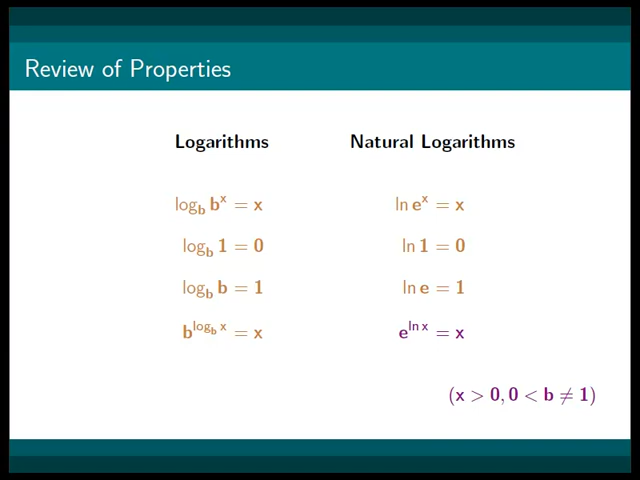 Review of Properties
Logarithms Natural Logarithms
log_b b^x = x ln e^x = x
log_b 1 = 0 ln 1 = 0
log_b b = 1 ln e = 1
b^{log_b x} = x e^{ln x} = x
(x > 0, 0 < b ≠ 1)